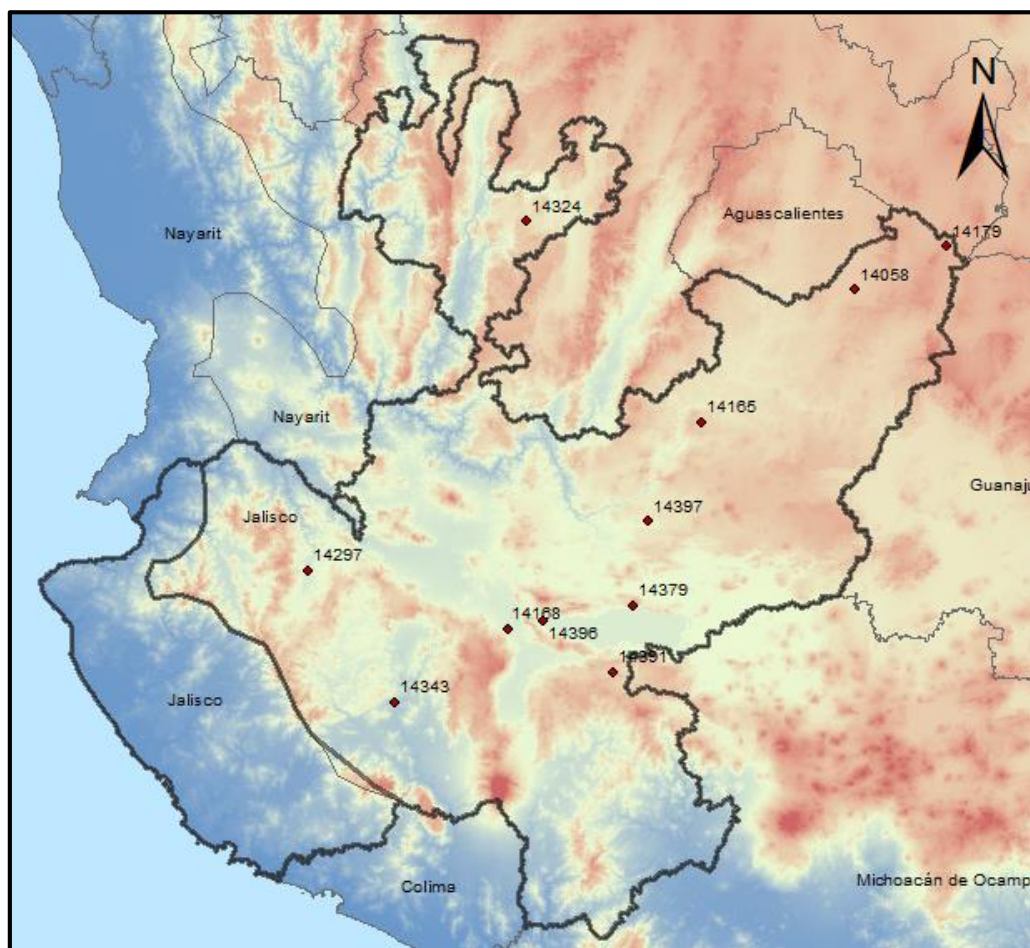 N
14324
Aguascalientes
Nayarit
14179
14058
14165
Nayarit
Guanaju
Jalisco
14397
14297
14379
14168
14396
14391
14343
Jalisco
Colima
Michoacán de Ocamp